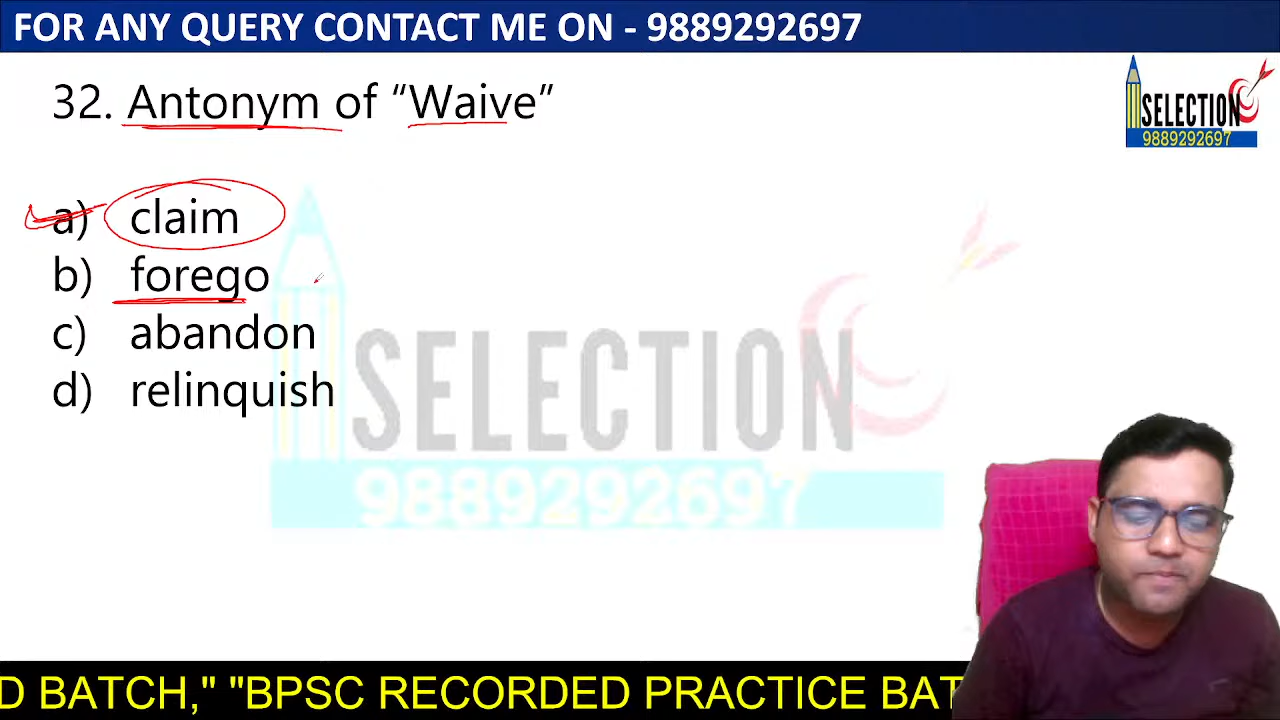 FOR ANY QUERY CONTACT ME ON - 9889292697
32. Antonym of “Waive”
SELECTION
9889292697
a) claim
b) forego
c) abandon
d) relinquish
SELECTION
9889292697
D BATCH," "BPSC RECORDED PRACTICE BAT